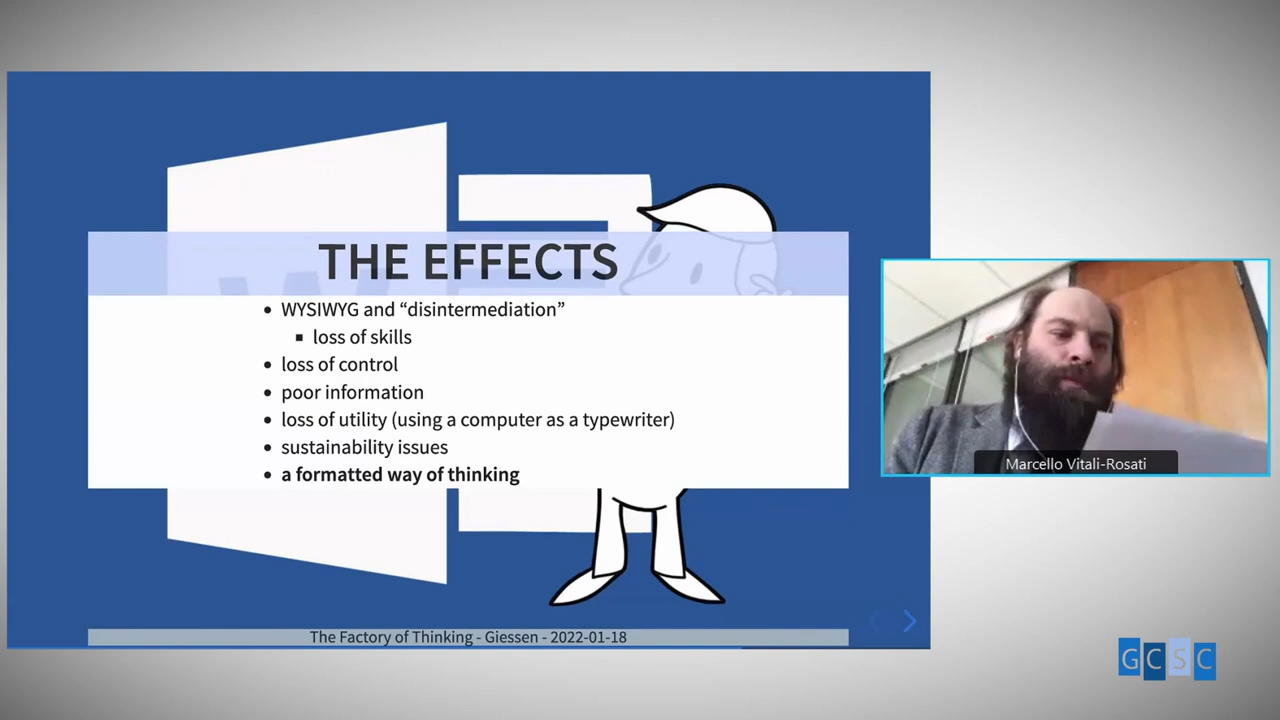 THE EFFECTS
WYSIWYG and “disintermediation”
loss of skills
loss of control
poor information
loss of utility (using a computer as a typewriter)
sustainability issues
a formatted way of thinking
The Factory of Thinking - Giessen - 2022-01-18
Marcello Vitali-Rosati
GCSC